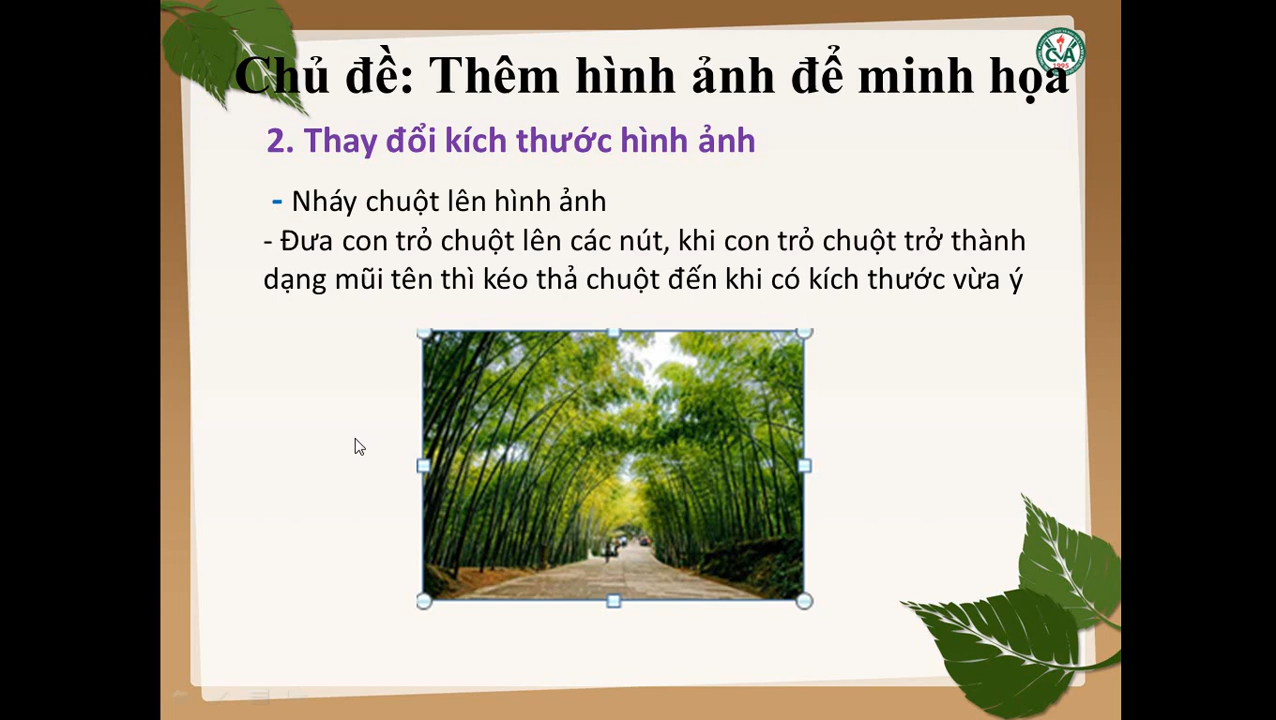 Chủ đề: Thêm hình ảnh để minh họa
CVA
1995
2. Thay đổi kích thước hình ảnh
- Nháy chuột lên hình ảnh
- Đưa con trỏ chuột lên các nút, khi con trỏ chuột trở thành
dạng mũi tên thì kéo thả chuột đến khi có kích thước vừa ý